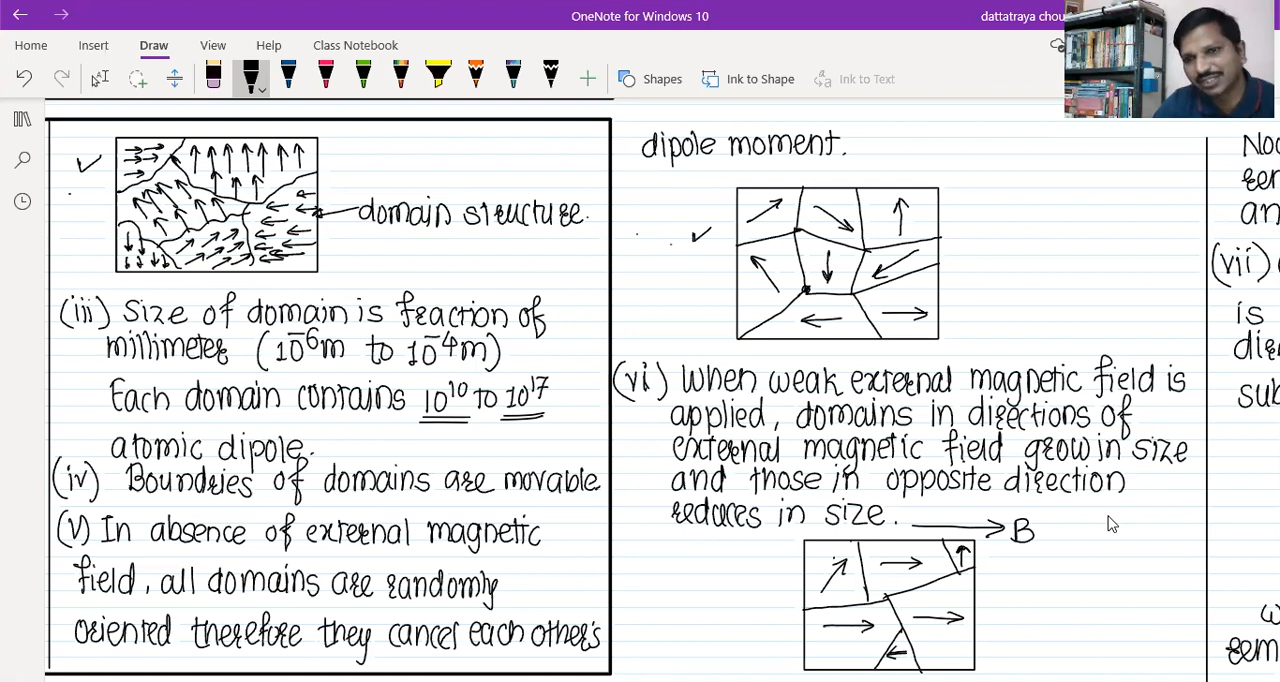 OneNote for Windows 10
dattatraya chou
Home Insert Draw View Help Class Notebook
Shapes Ink to Shape Ink to Text
domain structure.
(iii) Size of domain is fraction of
millimeter (10⁻⁶m to 10⁻⁴m)
Each domain contains 10¹⁰ to 10¹⁷
atomic dipole.
(iv) Boundries of domains are movable
(v) In absence of external magnetic
field, all domains are randomly
oriented therefore they cancel each other's
dipole moment.
(vi) When weak external magnetic field is
applied, domains in directions of
external magnetic field grow in size
and those in opposite direction
reduces in size.
B
an
(vii)
is